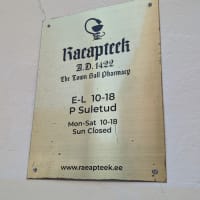 Raeapteek
A.D. 1422
The Town Hall Pharmacy
E-L 10-18
P Suletud
Mon-Sat 10-18
Sun Closed
www.raeapteek.ee